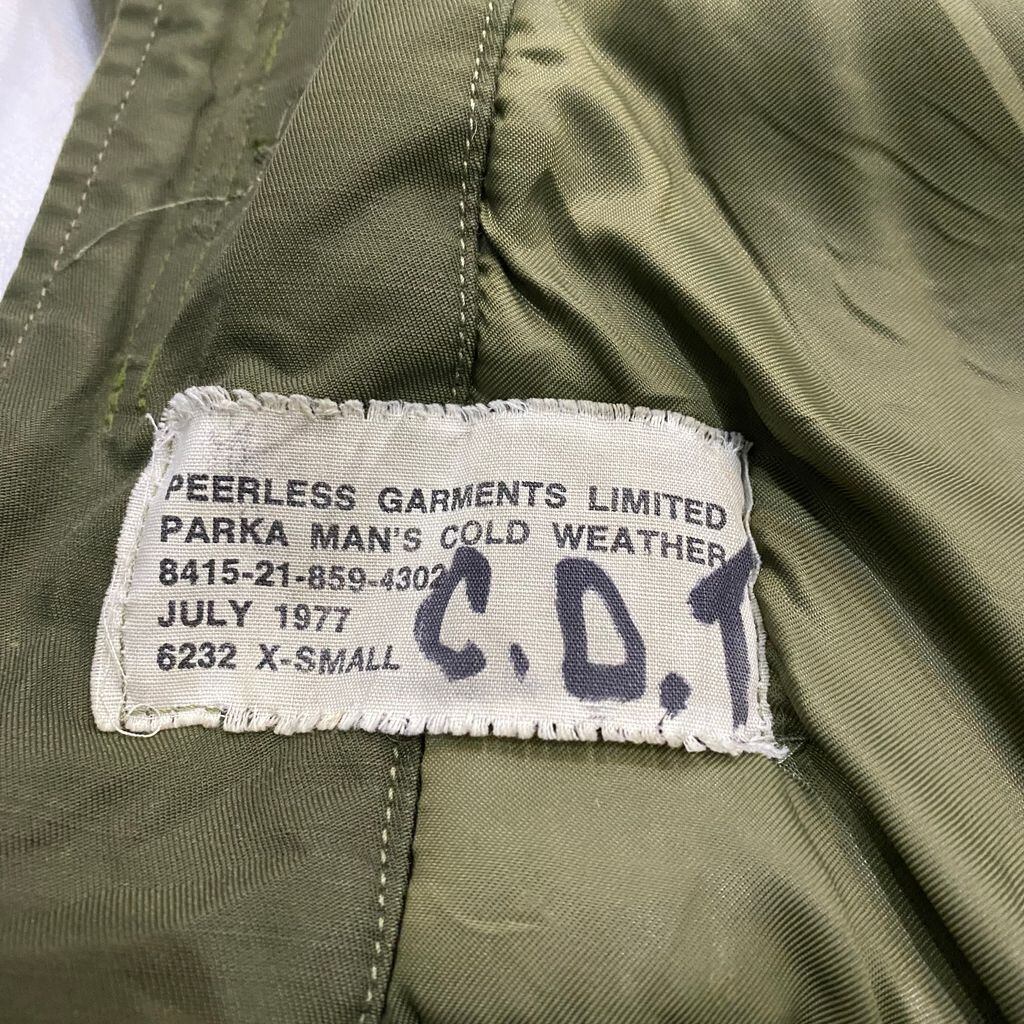 PEERLESS GARMENTS LIMITED
PARKA MAN'S COLD WEATHER
8415-21-859-4302
JULY 1977
6232 X-SMALL
C.D.T